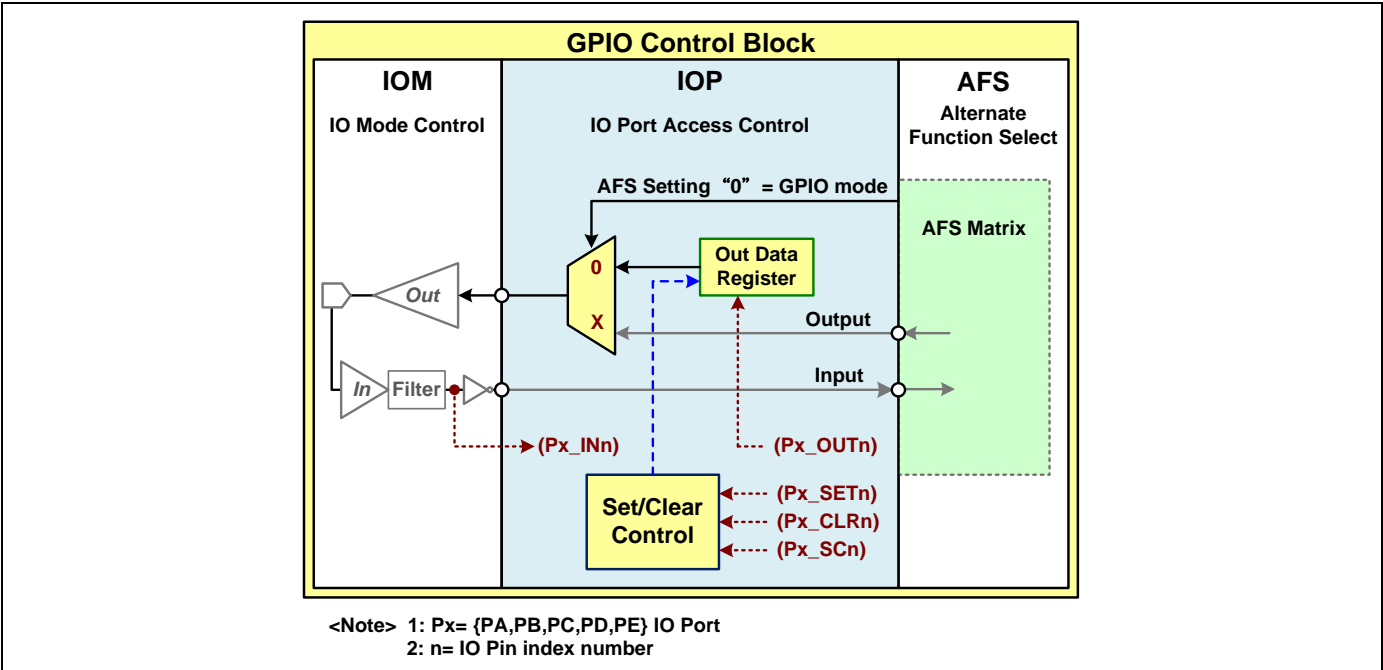 GPIO Control Block
IOM
IO Mode Control
IOP
IO Port Access Control
AFS
Alternate
Function Select
AFS Setting “0” = GPIO mode
AFS Matrix
0
X
Out Data
Register
Out
Output
In
Filter
Input
(Px_INn)
(Px_OUTn)
Set/Clear
Control
(Px_SETn)
(Px_CLRn)
(Px_SCn)
<Note> 1: Px= {PA,PB,PC,PD,PE} IO Port
2: n= IO Pin index number